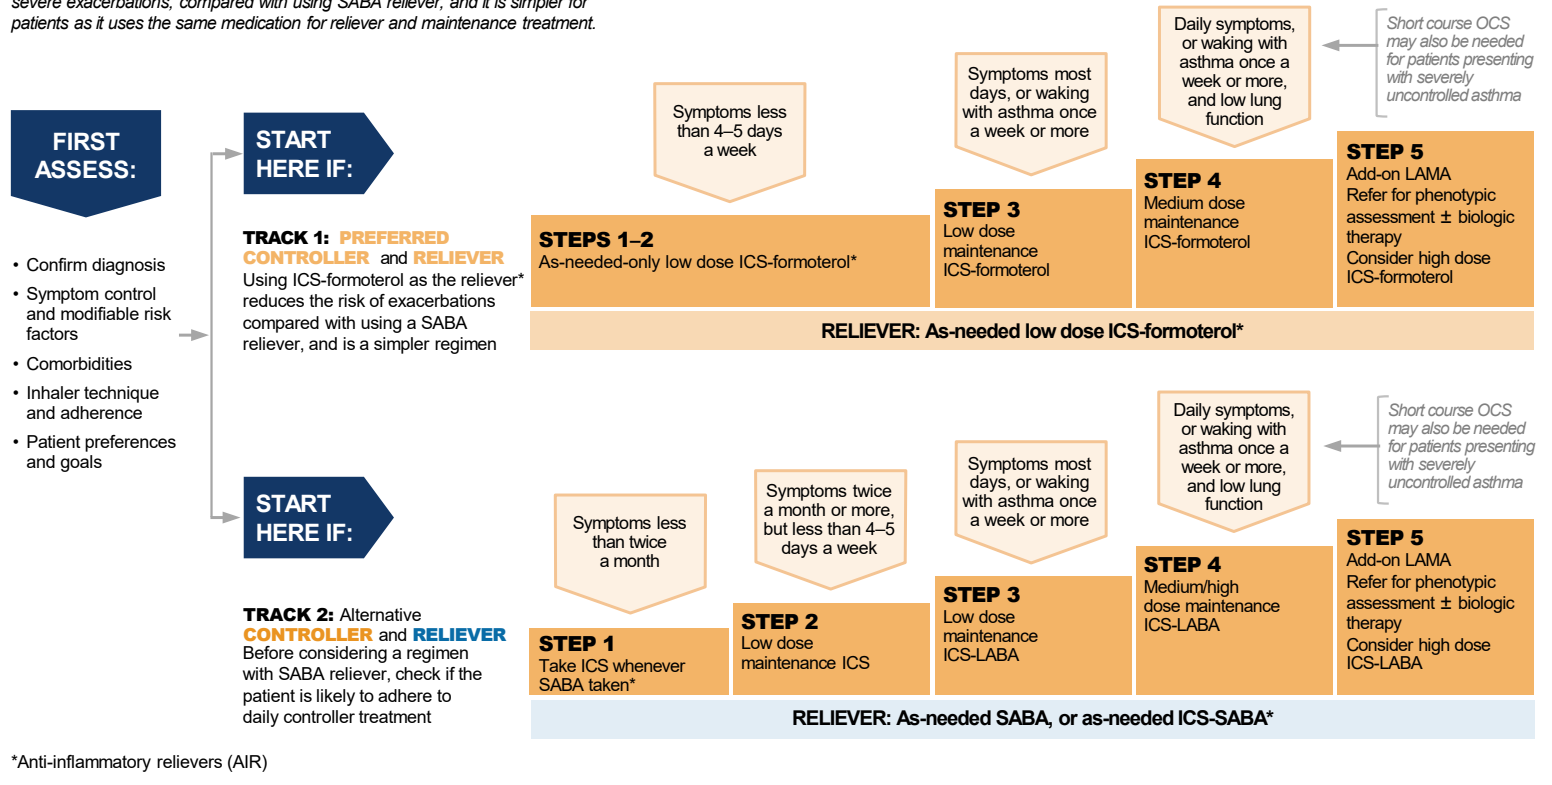 severe exacerbations, compared with using SABA reliever, and it is simpler for
patients as it uses the same medication for reliever and maintenance treatment.
FIRST
ASSESS:
• Confirm diagnosis
• Symptom control
and modifiable risk
factors
• Comorbidities
• Inhaler technique
and adherence
• Patient preferences
and goals
START
HERE IF:
TRACK 1: PREFERRED
CONTROLLER and RELIEVER
Using ICS-formoterol as the reliever*
reduces the risk of exacerbations
compared with using a SABA
reliever, and is a simpler regimen
Symptoms less
than 4–5 days
a week
Symptoms most
days, or waking
with asthma once
a week or more
Daily symptoms,
or waking with
asthma once a
week or more,
and low lung
function
Short course OCS
may also be needed
for patients presenting
with severely
uncontrolled asthma
STEPS 1–2
As-needed-only low dose ICS-formoterol*
STEP 3
Low dose
maintenance
ICS-formoterol
STEP 4
Medium dose
maintenance
ICS-formoterol
STEP 5
Add-on LAMA
Refer for phenotypic
assessment ± biologic
therapy
Consider high dose
ICS-formoterol
RELIEVER: As-needed low dose ICS-formoterol*
START
HERE IF:
TRACK 2: Alternative
CONTROLLER and RELIEVER
Before considering a regimen
with SABA reliever, check if the
patient is likely to adhere to
daily controller treatment
Symptoms less
than twice
a month
Symptoms twice
a month or more,
but less than 4–5
days a week
Symptoms most
days, or waking
with asthma once
a week or more
Daily symptoms,
or waking with
asthma once a
week or more,
and low lung
function
Short course OCS
may also be needed
for patients presenting
with severely
uncontrolled asthma
STEP 1
Take ICS whenever
SABA taken*
STEP 2
Low dose
maintenance ICS
STEP 3
Low dose
maintenance
ICS-LABA
STEP 4
Medium/high
dose maintenance
ICS-LABA
STEP 5
Add-on LAMA
Refer for phenotypic
assessment ± biologic
therapy
Consider high dose
ICS-LABA
RELIEVER: As-needed SABA, or as-needed ICS-SABA*
*Anti-inflammatory relievers (AIR)